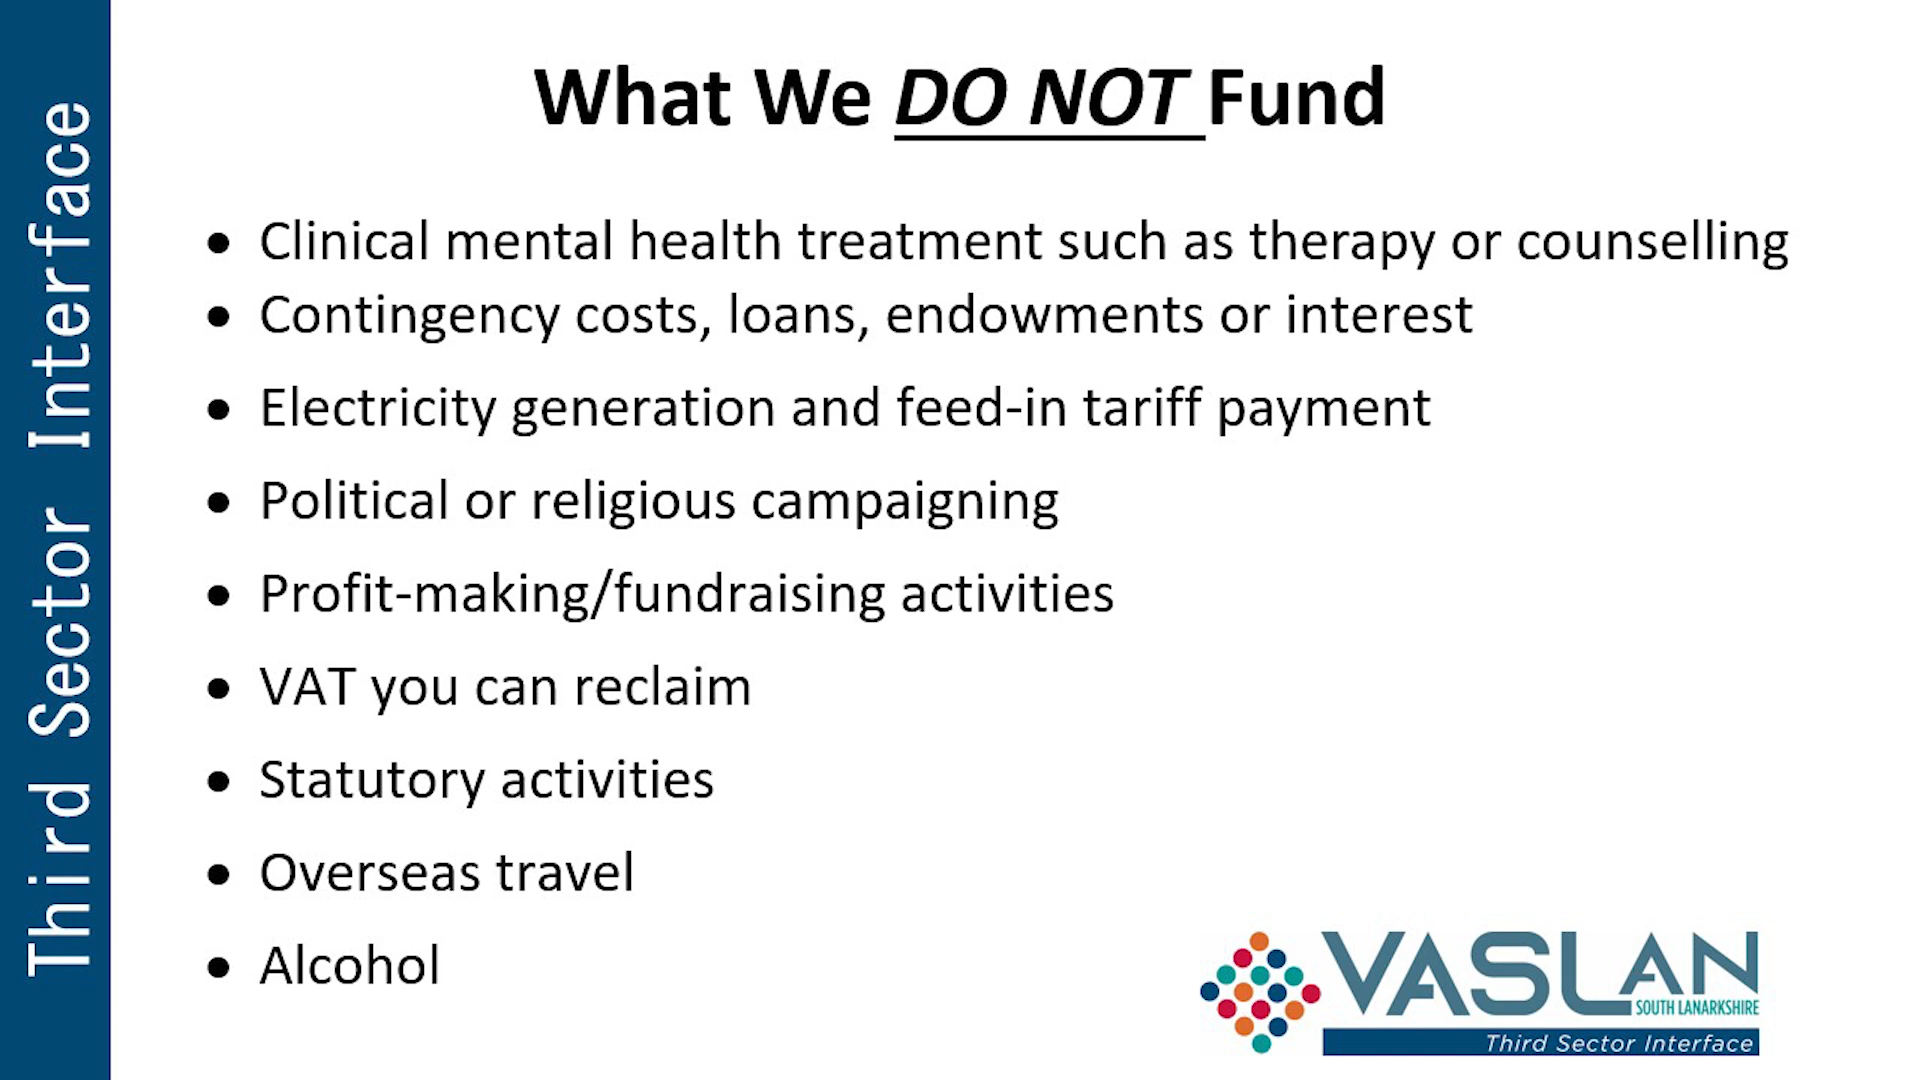 Third Sector Interface
What We DO NOT Fund
• Clinical mental health treatment such as therapy or counselling
• Contingency costs, loans, endowments or interest
• Electricity generation and feed-in tariff payment
• Political or religious campaigning
• Profit-making/fundraising activities
• VAT you can reclaim
• Statutory activities
• Overseas travel
• Alcohol
VASLAN
SOUTH LANARKSHIRE
Third Sector Interface